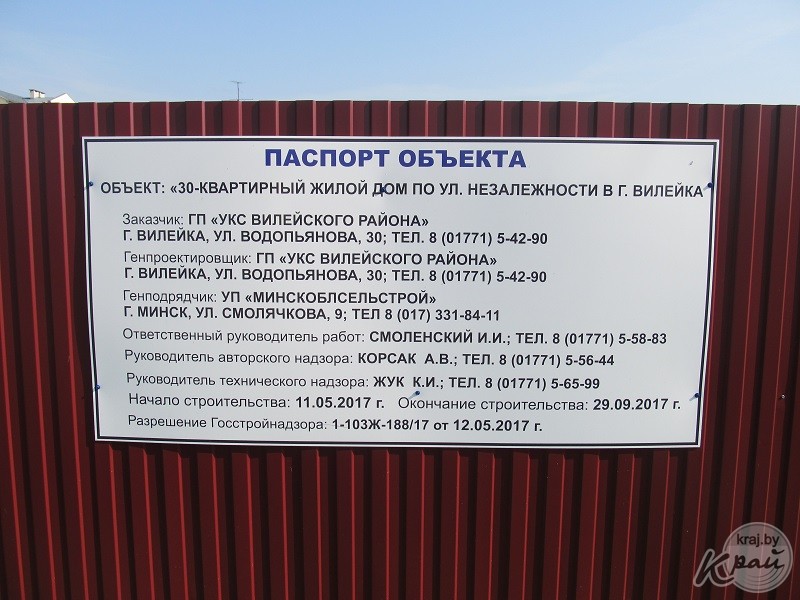 ПАСПОРТ ОБЪЕКТА
ОБЪЕКТ: «30-КВАРТИРНЫЙ ЖИЛОЙ ДОМ ПО УЛ. НЕЗАЛЕЖНОСТИ В Г. ВИЛЕЙКА
Заказчик: ГП «УКС ВИЛЕЙСКОГО РАЙОНА»
Г. ВИЛЕЙКА, УЛ. ВОДОПЬЯНОВА, 30; ТЕЛ. 8 (01771) 5-42-90
Генпроектировщик: ГП «УКС ВИЛЕЙСКОГО РАЙОНА»
Г. ВИЛЕЙКА, УЛ. ВОДОПЬЯНОВА, 30; ТЕЛ. 8 (01771) 5-42-90
Генподрядчик: УП «МИНСКОБЛСЕЛЬСТРОЙ»
Г. МИНСК, УЛ. СМОЛЯЧКОВА, 9; ТЕЛ 8 (017) 331-84-11
Ответственный руководитель работ: СМОЛЕНСКИЙ И.И.; ТЕЛ. 8 (01771) 5-58-83
Руководитель авторского надзора: КОРСАК А.В.; ТЕЛ. 8 (01771) 5-56-44
Руководитель технического надзора: ЖУК К.И.; ТЕЛ. 8 (01771) 5-65-99
Начало строительства: 11.05.2017 г. Окончание строительства: 29.09.2017 г.
Разрешение Госстройнадзора: 1-103Ж-188/17 от 12.05.2017 г.
kraj.by
Край